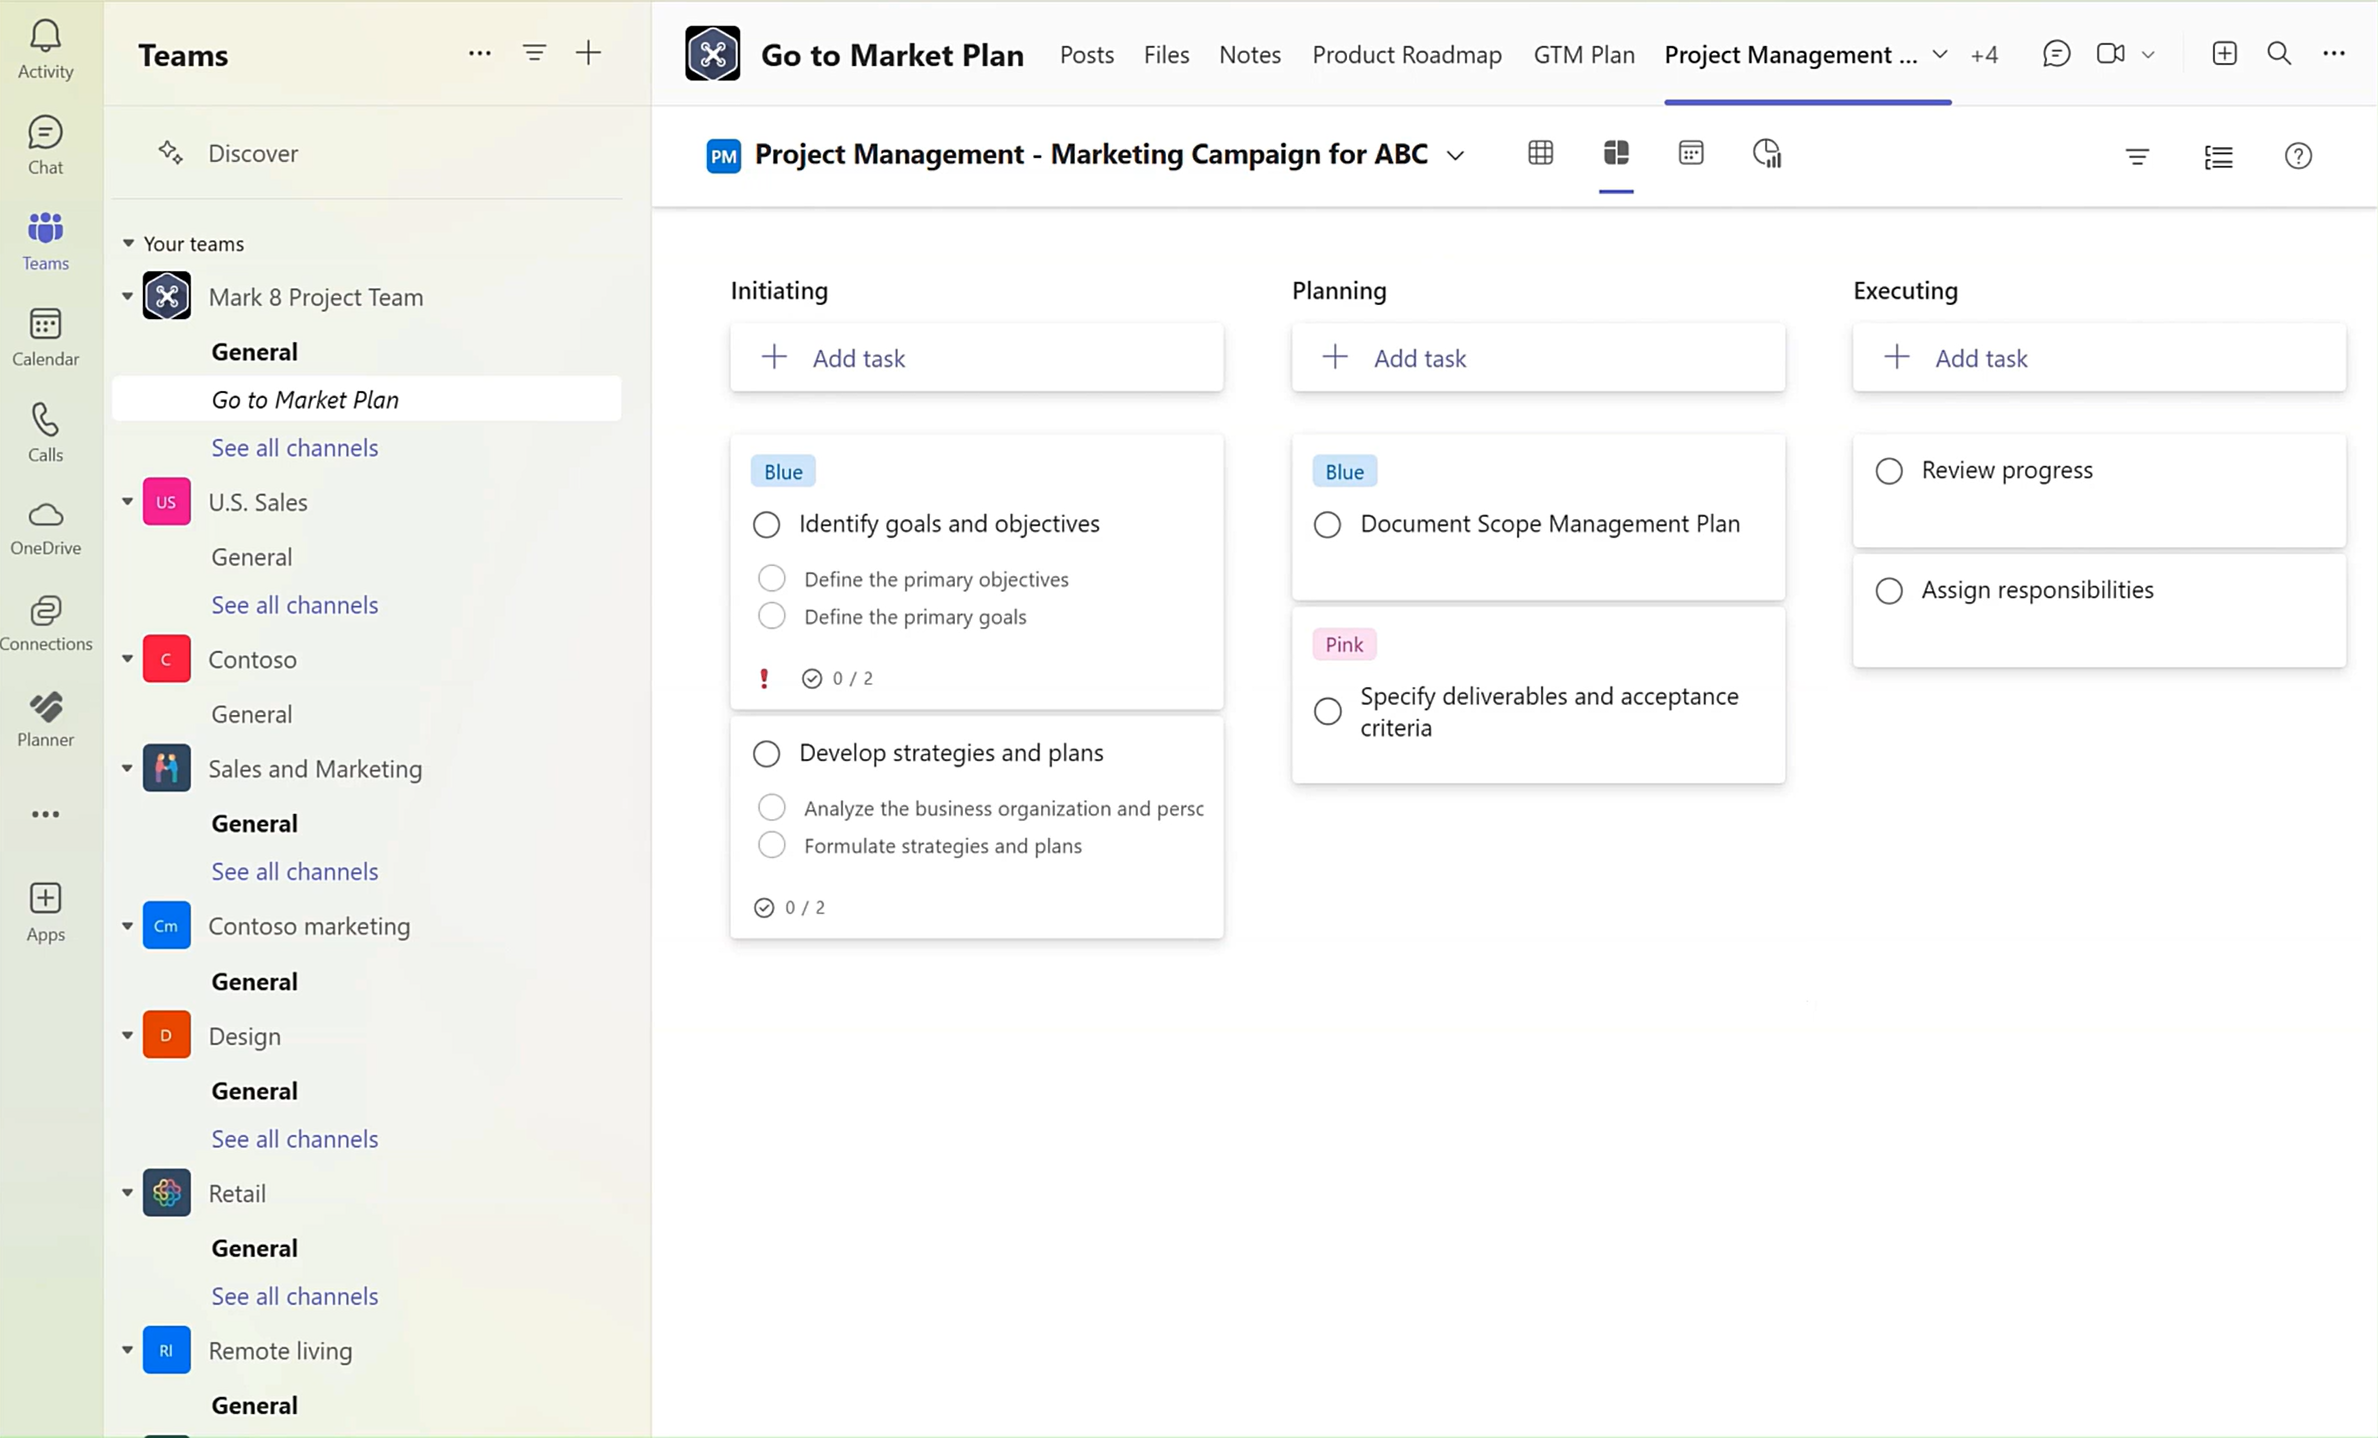 Activity
Chat
Teams
Calendar
Calls
OneDrive
Connections
Planner
Apps
Teams
Discover
Your teams
Mark 8 Project Team
General
Go to Market Plan
See all channels
US
U.S. Sales
General
See all channels
C
Contoso
General
Sales and Marketing
General
See all channels
Cm
Contoso marketing
General
D
Design
General
See all channels
Retail
General
See all channels
Rl
Remote living
General
Go to Market Plan
Posts
Files
Notes
Product Roadmap
GTM Plan
Project Management ...
+4
PM
Project Management - Marketing Campaign for ABC
Initiating
Add task
Blue
Identify goals and objectives
Define the primary objectives
Define the primary goals
0 / 2
Develop strategies and plans
Analyze the business organization and persc
Formulate strategies and plans
0 / 2
Planning
Add task
Blue
Document Scope Management Plan
Pink
Specify deliverables and acceptance
criteria
Executing
Add task
Review progress
Assign responsibilities